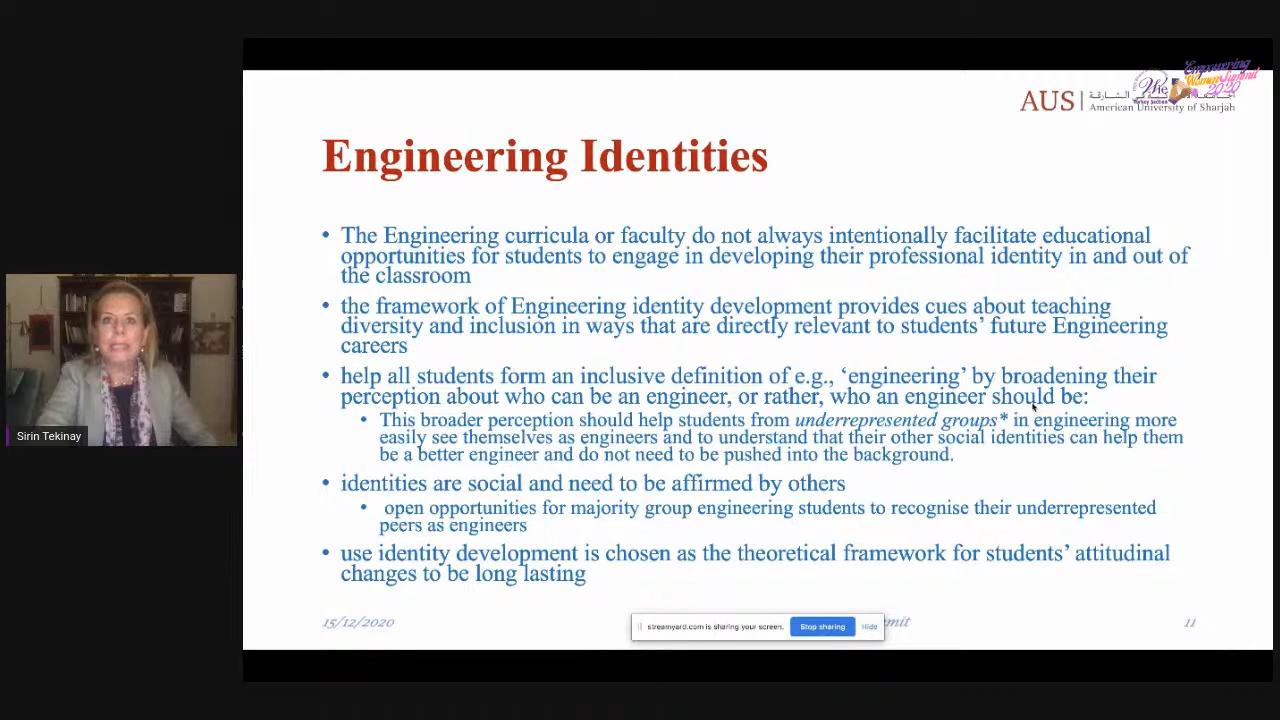 Empowering
Women Summit
2020
Wie
Turkey Section
AUS
American University of Sharjah
Engineering Identities
• The Engineering curricula or faculty do not always intentionally facilitate educational
opportunities for students to engage in developing their professional identity in and out of
the classroom
• the framework of Engineering identity development provides cues about teaching
diversity and inclusion in ways that are directly relevant to students’ future Engineering
careers
• help all students form an inclusive definition of e.g., ‘engineering’ by broadening their
perception about who can be an engineer, or rather, who an engineer should be:
• This broader perception should help students from underrepresented groups* in engineering more
easily see themselves as engineers and to understand that their other social identities can help them
be a better engineer and do not need to be pushed into the background.
Sirin Tekinay
• identities are social and need to be affirmed by others
• open opportunities for majority group engineering students to recognise their underrepresented
peers as engineers
• use identity development is chosen as the theoretical framework for students’ attitudinal
changes to be long lasting
15/12/2020
streamyard.com is sharing your screen.
Stop sharing
Hide
11